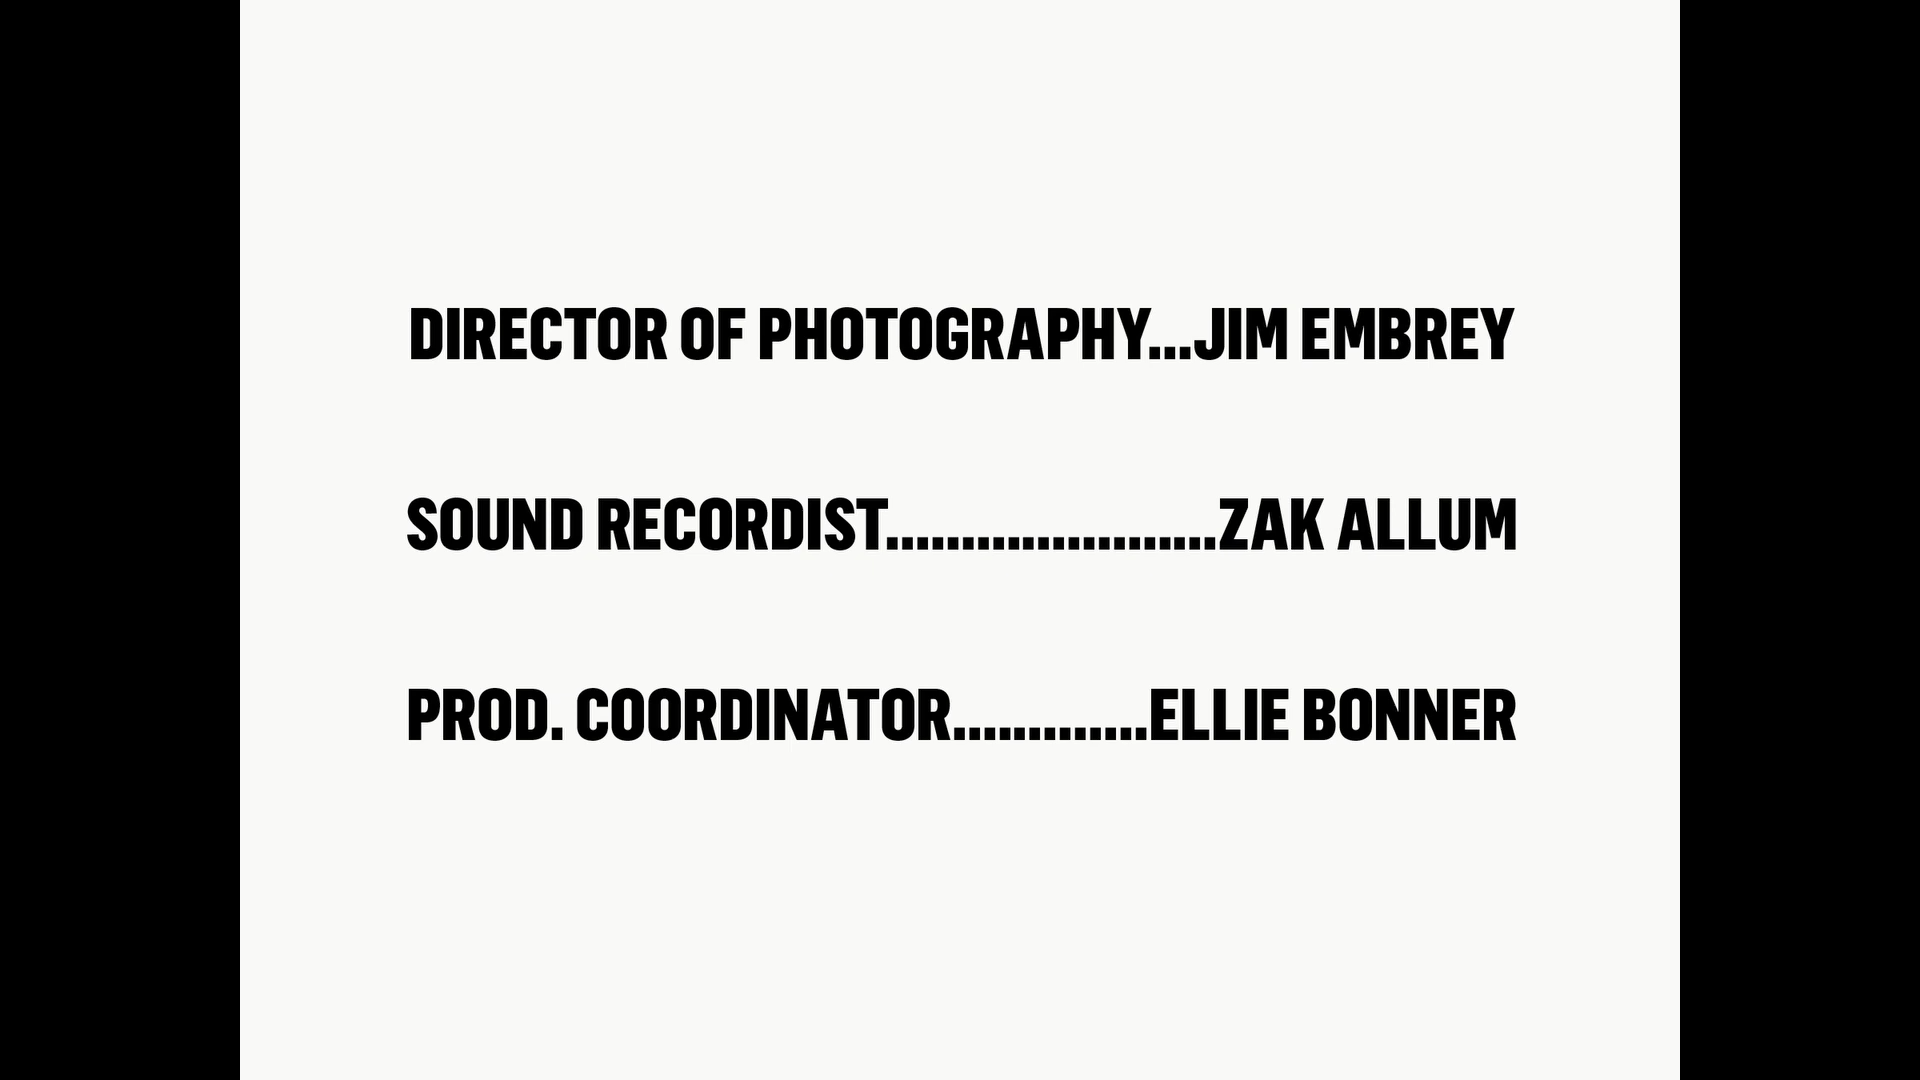 DIRECTOR OF PHOTOGRAPHY...JIM EMBREY
SOUND RECORDIST......................ZAK ALLUM
PROD. COORDINATOR.............ELLIE BONNER